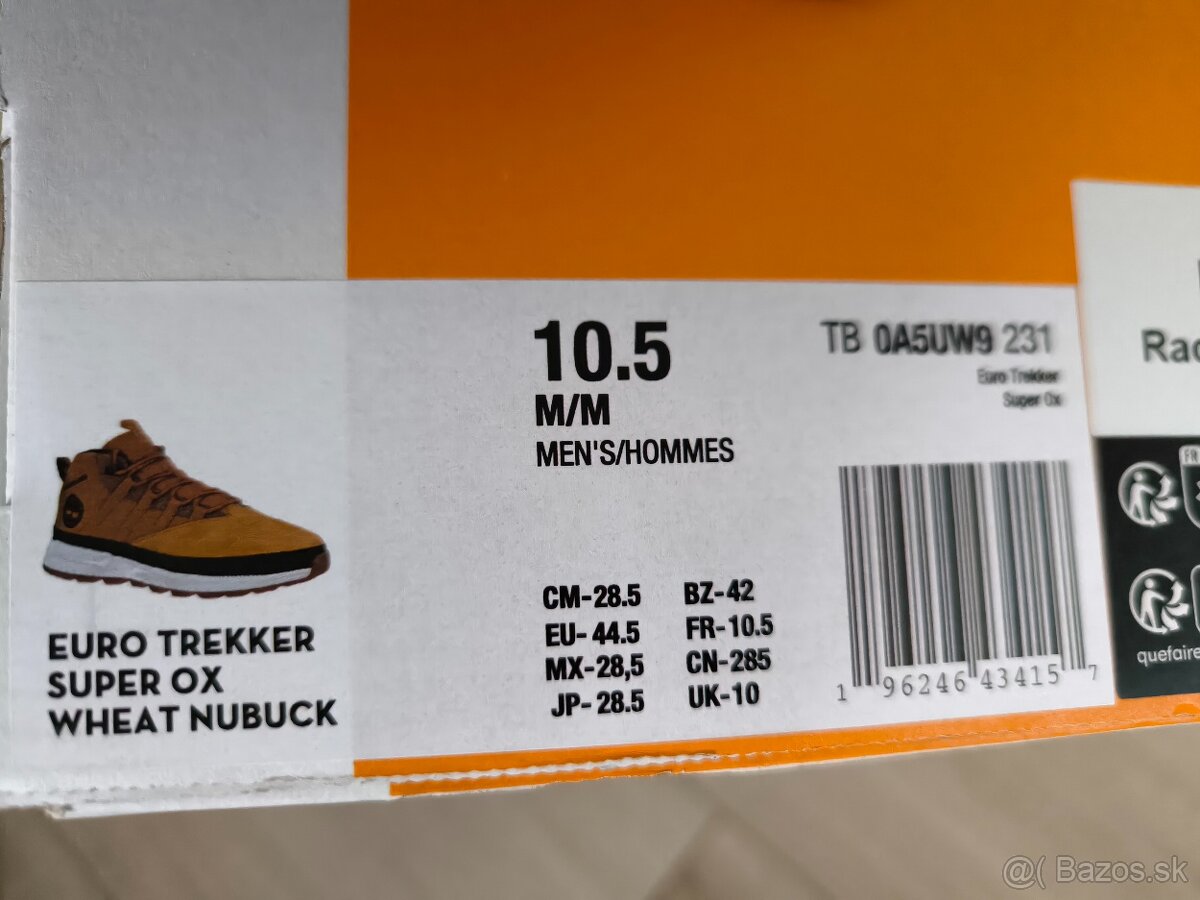 10.5
M/M
MEN'S/HOMMES
TB 0A5UW9 231
Euro Trekker
Super Ox
CM-28.5 BZ-42
EU-44.5 FR-10.5
MX-28,5 CN-285
JP-28.5 UK-10
1 96246 43415 7
EURO TREKKER
SUPER OX
WHEAT NUBUCK
FR
quefaire
@( Bazos.sk